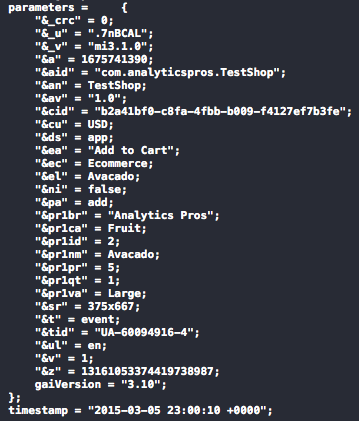 parameters =     {
    "&_crc" = 0;
    "&_u" = ".7nBCAL";
    "&_v" = "mi3.1.0";
    "&a" = 1675741390;
    "&aid" = "com.analyticspros.TestShop";
    "&an" = TestShop;
    "&av" = "1.0";
    "&cid" = "b2a41bf0-c8fa-4fbb-b009-f4127ef7b3fe";
    "&cu" = USD;
    "&ds" = app;
    "&ea" = "Add to Cart";
    "&ec" = Ecommerce;
    "&el" = Avacado;
    "&ni" = false;
    "&pa" = add;
    "&pr1br" = "Analytics Pros";
    "&pr1ca" = Fruit;
    "&pr1id" = 2;
    "&pr1nm" = Avacado;
    "&pr1pr" = 5;
    "&pr1qt" = 1;
    "&pr1va" = Large;
    "&sr" = 375x667;
    "&t" = event;
    "&tid" = "UA-60094916-4";
    "&ul" = en;
    "&v" = 1;
    "&z" = 13161053374419738987;
    gaiVersion = "3.10";
};
timestamp = "2015-03-05 23:00:10 +0000";